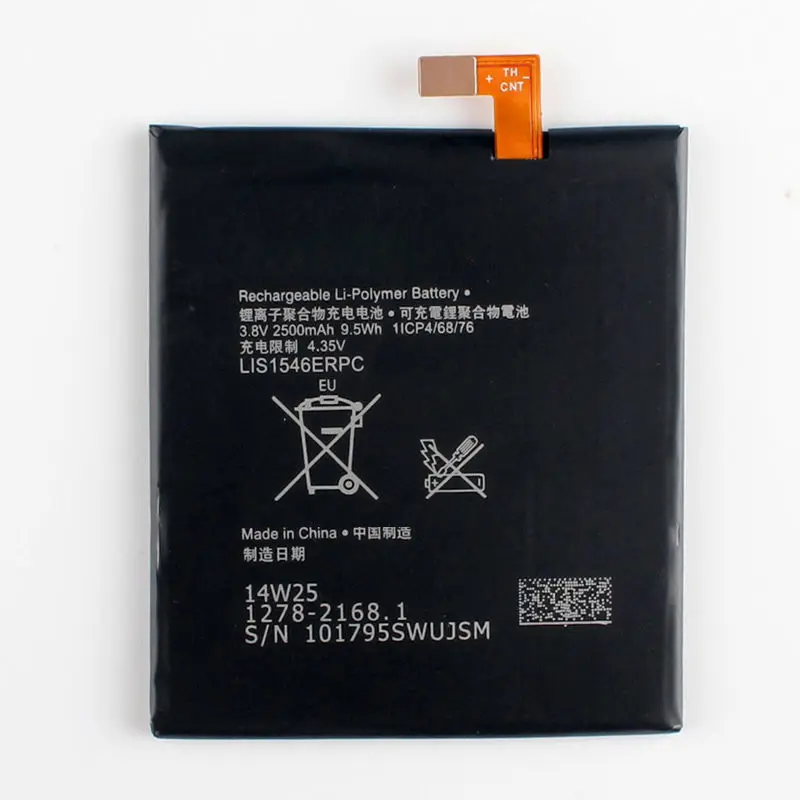 + TH −
CNT
Rechargeable Li-Polymer Battery •
锂离子聚合物充电电池 • 可充電鋰聚合物電池
3.8V 2500mAh 9.5Wh 1ICP4/68/76
充电限制 4.35V
LIS1546ERPC
EU
Made in China • 中国制造
制造日期
14W25
1278-2168.1
S/N 101795SWUJSM